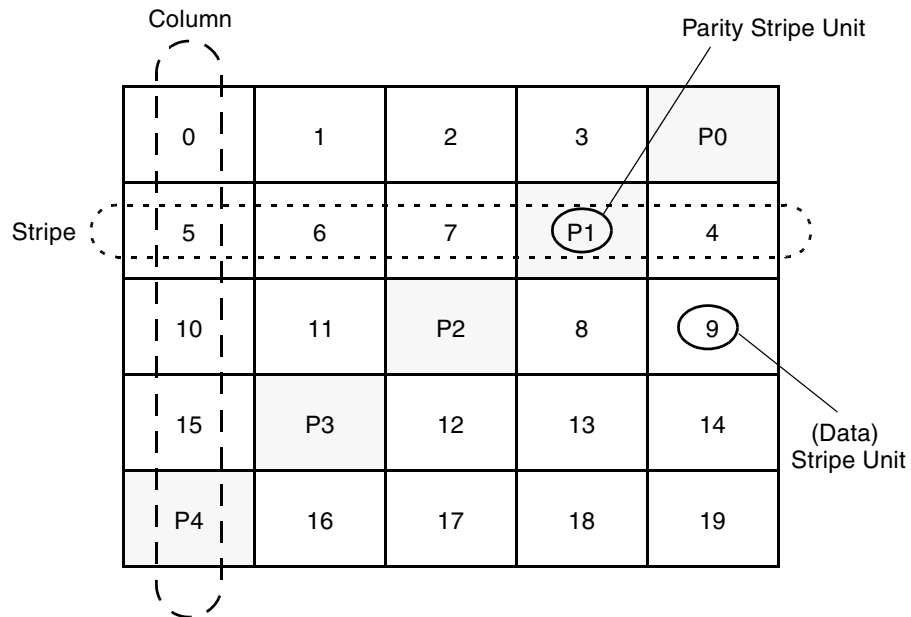 Column
Parity Stripe Unit
0 1 2 3 P0
Stripe 5 6 7 P1 4
10 11 P2 8 9
15 P3 12 13 14
(Data)
Stripe Unit
P4 16 17 18 19